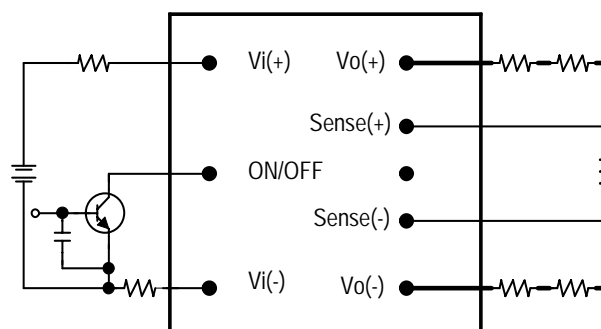 Vi(+)
Vo(+)
Sense(+)
ON/OFF
Sense(-)
Vi(-)
Vo(-)